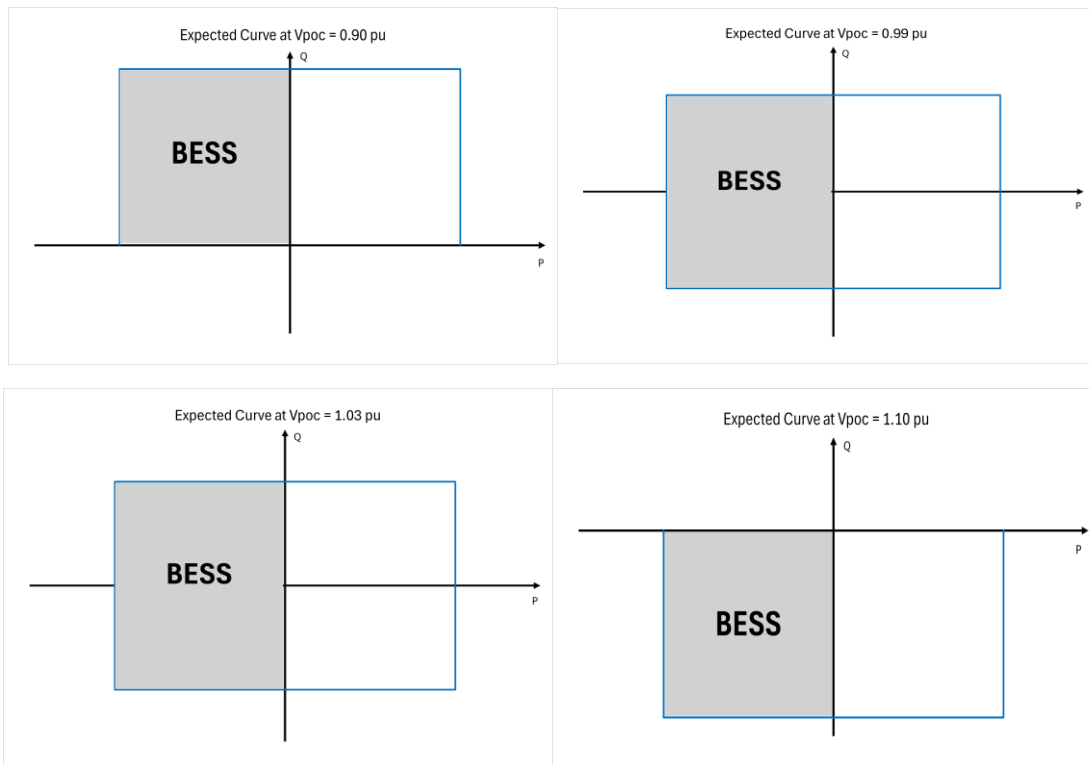 Expected Curve at Vpoc = 0.90 pu
Q
BESS
P
Expected Curve at Vpoc = 0.99 pu
Q
BESS
P
Expected Curve at Vpoc = 1.03 pu
Q
BESS
P
Expected Curve at Vpoc = 1.10 pu
Q
P
BESS